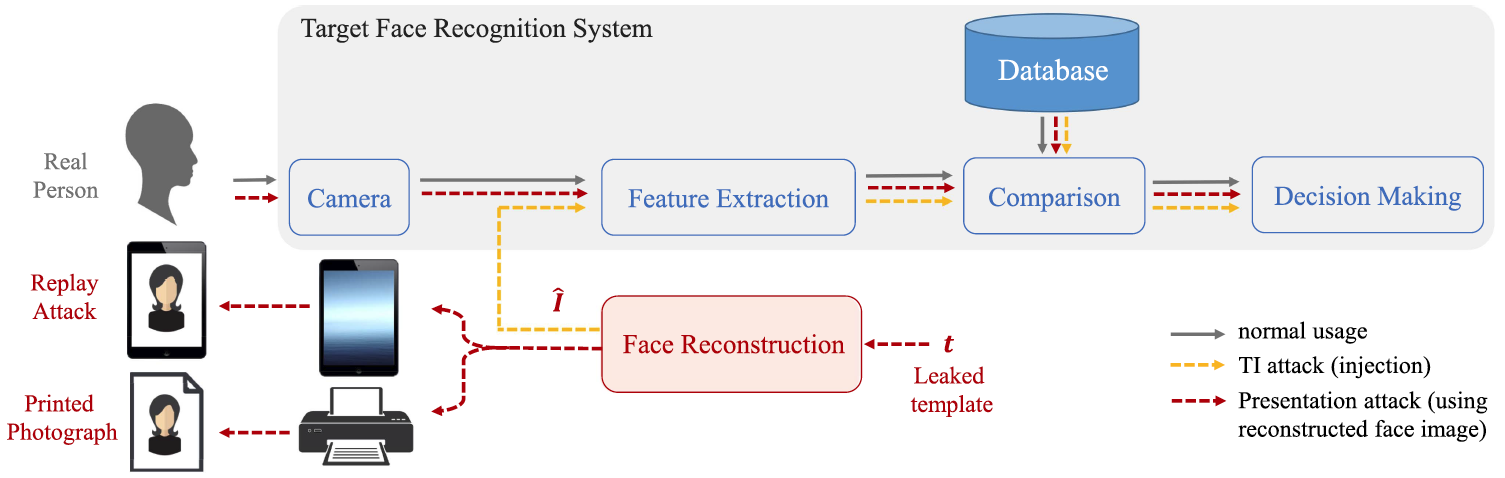 Target Face Recognition System
Database
Real
Person
Camera
Feature Extraction
Comparison
Decision Making
Replay
Attack
Î
Face Reconstruction
t
Leaked
template
Printed
Photograph
normal usage
TI attack (injection)
Presentation attack (using
reconstructed face image)